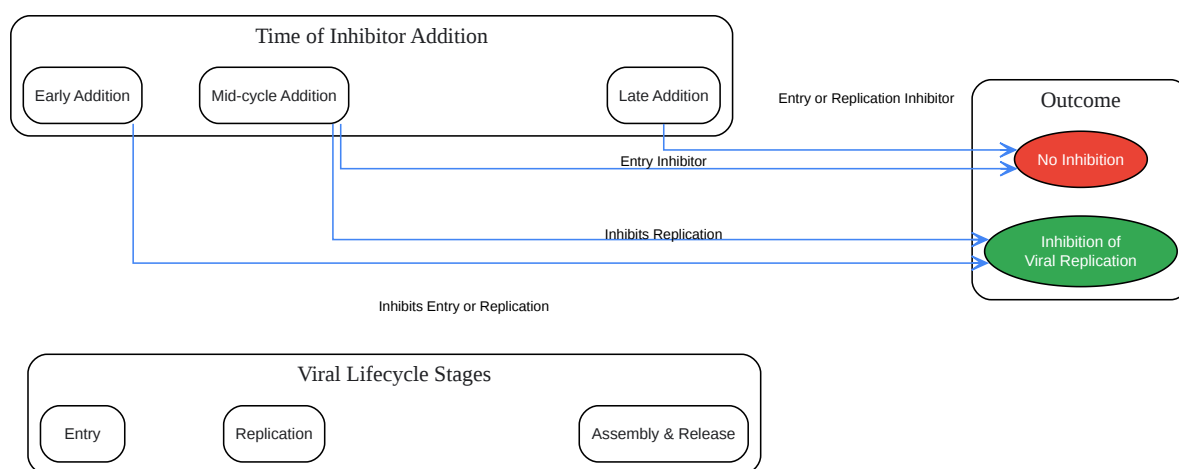 Time of Inhibitor Addition
Early Addition
Mid-cycle Addition
Late Addition
Entry or Replication Inhibitor
Outcome
No Inhibition
Entry Inhibitor
Inhibits Replication
Inhibition of
Viral Replication
Inhibits Entry or Replication
Viral Lifecycle Stages
Entry
Replication
Assembly & Release